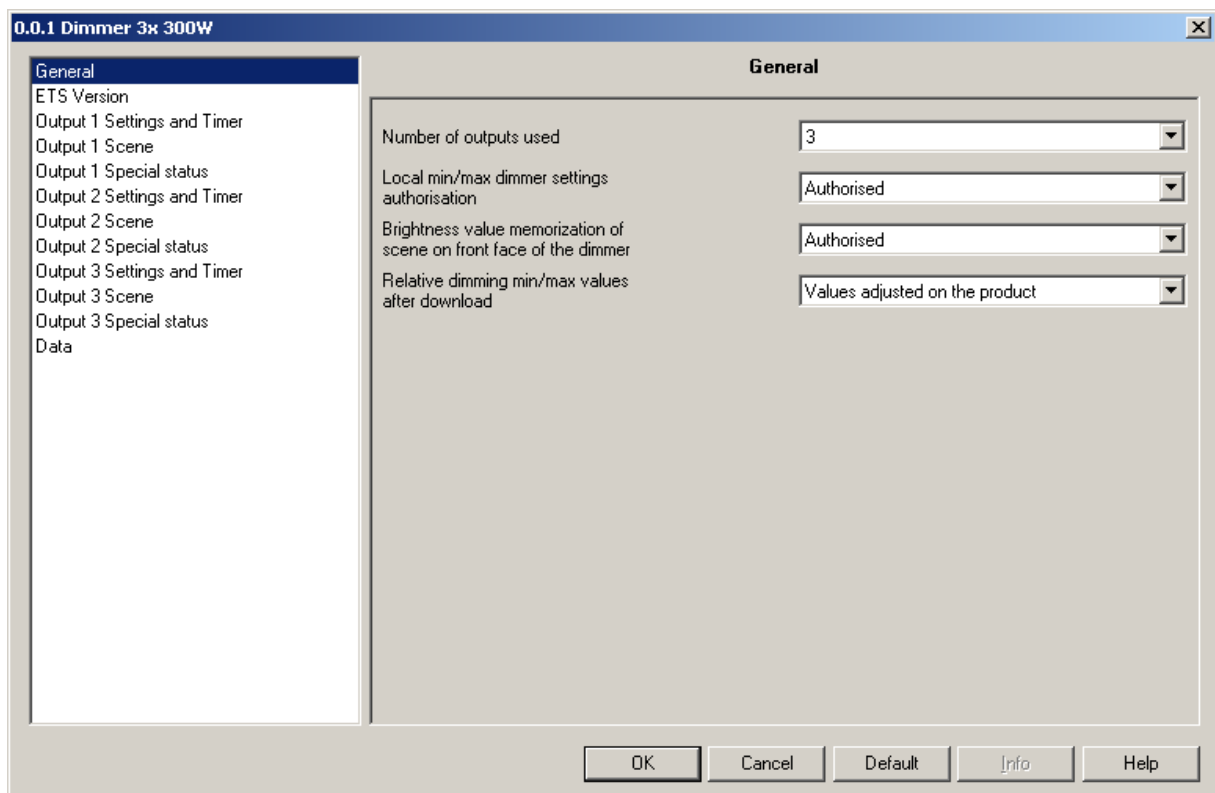 0.0.1 Dimmer 3x 300W
General
ETS Version
Output 1 Settings and Timer
Output 1 Scene
Output 1 Special status
Output 2 Settings and Timer
Output 2 Scene
Output 2 Special status
Output 3 Settings and Timer
Output 3 Scene
Output 3 Special status
Data
General
Number of outputs used
3
Local min/max dimmer settings
authorisation
Authorised
Brightness value memorization of
scene on front face of the dimmer
Authorised
Relative dimming min/max values
after download
Values adjusted on the product
OK
Cancel
Default
Info
Help